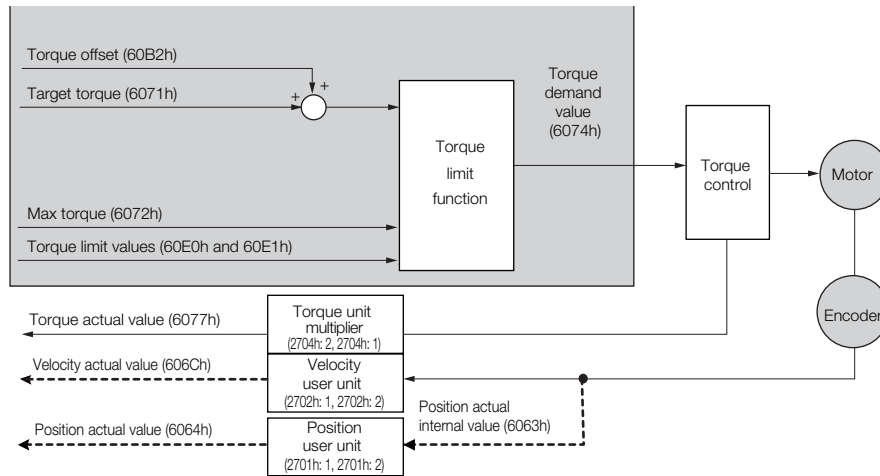 Torque offset (60B2h)
+
Target torque (6071h)
+
Torque
limit
function
Torque
demand
value
(6074h)
Torque
control
Motor
Max torque (6072h)
Torque limit values (60E0h and 60E1h)
Encoder
Torque actual value (6077h)
Torque unit
multiplier
(2704h: 2, 2704h: 1)
Velocity actual value (606Ch)
Velocity
user unit
(2702h: 1, 2702h: 2)
Position actual
internal value (6063h)
Position actual value (6064h)
Position
user unit
(2701h: 1, 2701h: 2)